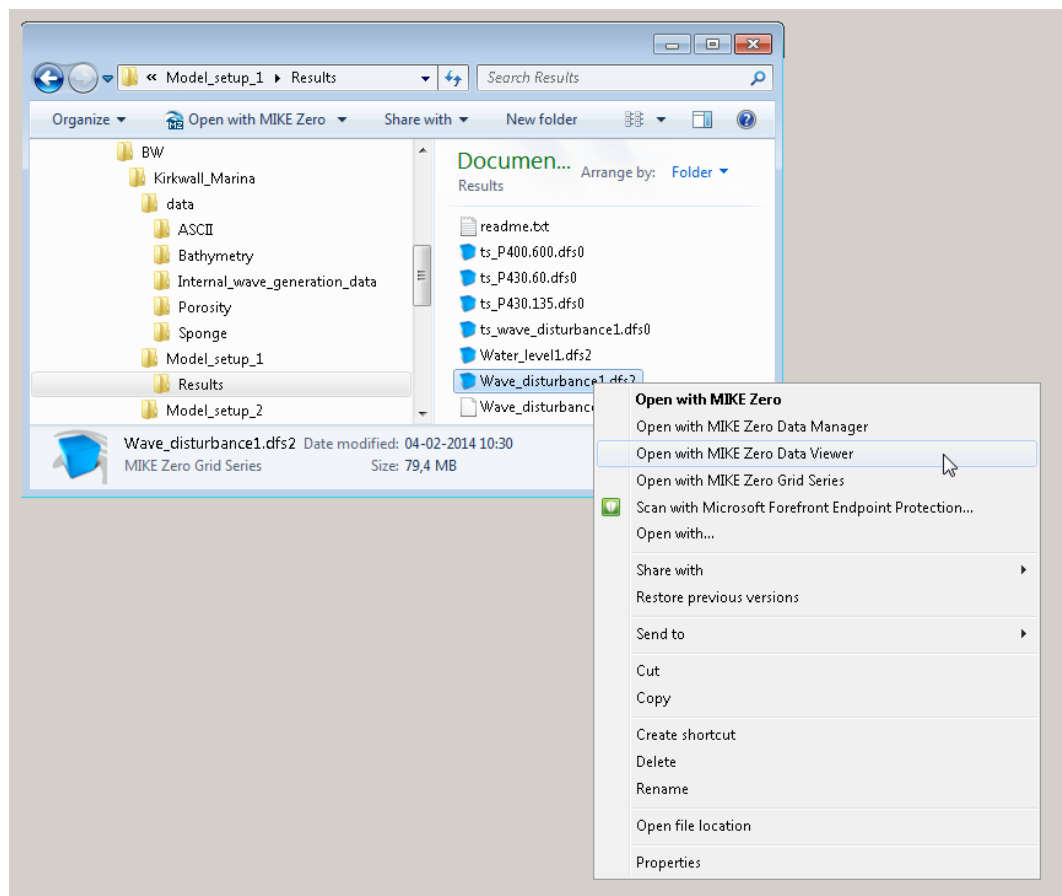 « Model_setup_1 ▸ Results
Search Results
Organize
Open with MIKE Zero
Share with
New folder
BW
Kirkwall_Marina
data
ASCII
Bathymetry
Internal_wave_generation_data
Porosity
Sponge
Model_setup_1
Results
Model_setup_2
Documen...
Results
Arrange by: Folder
readme.txt
ts_P400.600.dfs0
ts_P430.60.dfs0
ts_P430.135.dfs0
ts_wave_disturbance1.dfs0
Water_level1.dfs2
Wave_disturbance1.dfs2
Wave_disturbanc
Wave_disturbance1.dfs2 Date modified: 04-02-2014 10:30
MIKE Zero Grid Series Size: 79,4 MB
Open with MIKE Zero
Open with MIKE Zero Data Manager
Open with MIKE Zero Data Viewer
Open with MIKE Zero Grid Series
Scan with Microsoft Forefront Endpoint Protection...
Open with...
Share with
Restore previous versions
Send to
Cut
Copy
Create shortcut
Delete
Rename
Open file location
Properties